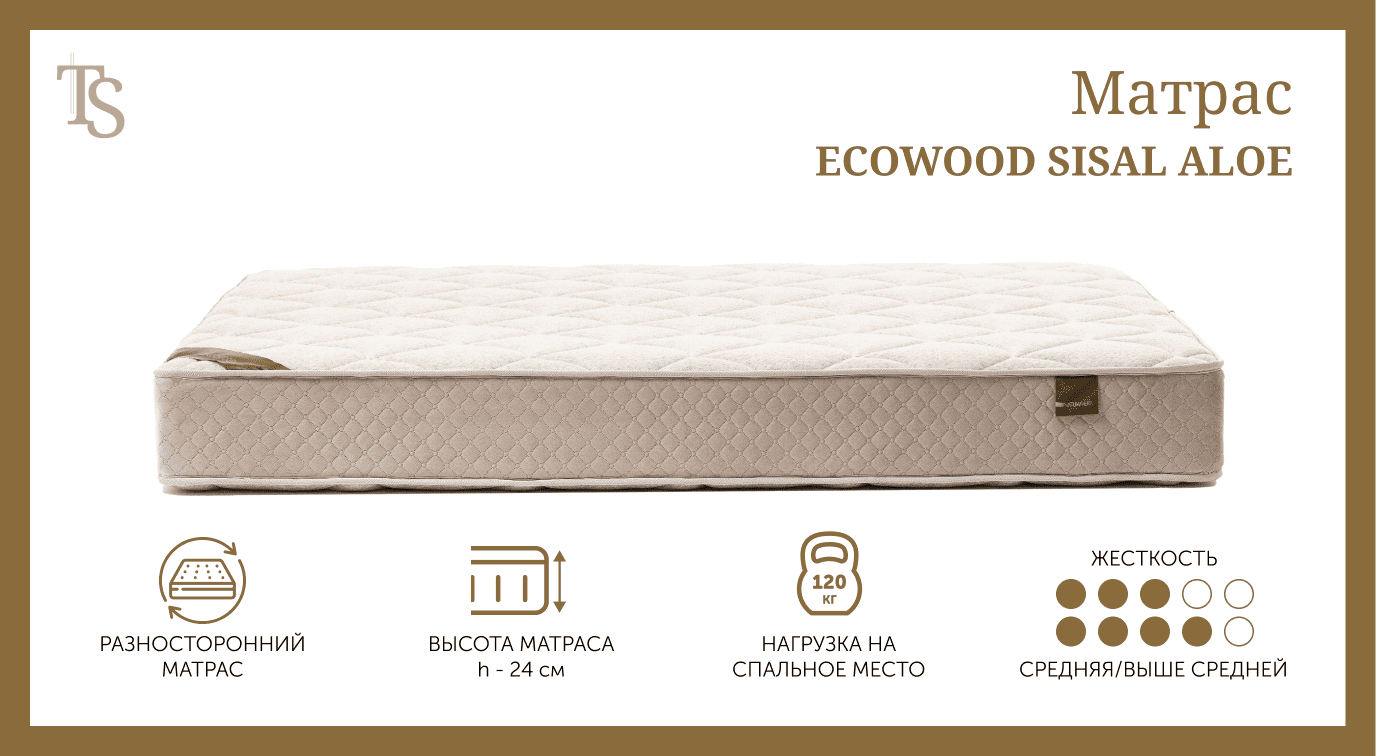 TS
Матрас
ECOWOOD SISAL ALOE
120
КГ
РАЗНОСТОРОННИЙ
МАТРАС
ВЫСОТА МАТРАСА
h - 24 см
НАГРУЗКА НА
СПАЛЬНОЕ МЕСТО
ЖЕСТКОСТЬ
СРЕДНЯЯ/ВЫШЕ СРЕДНЕЙ